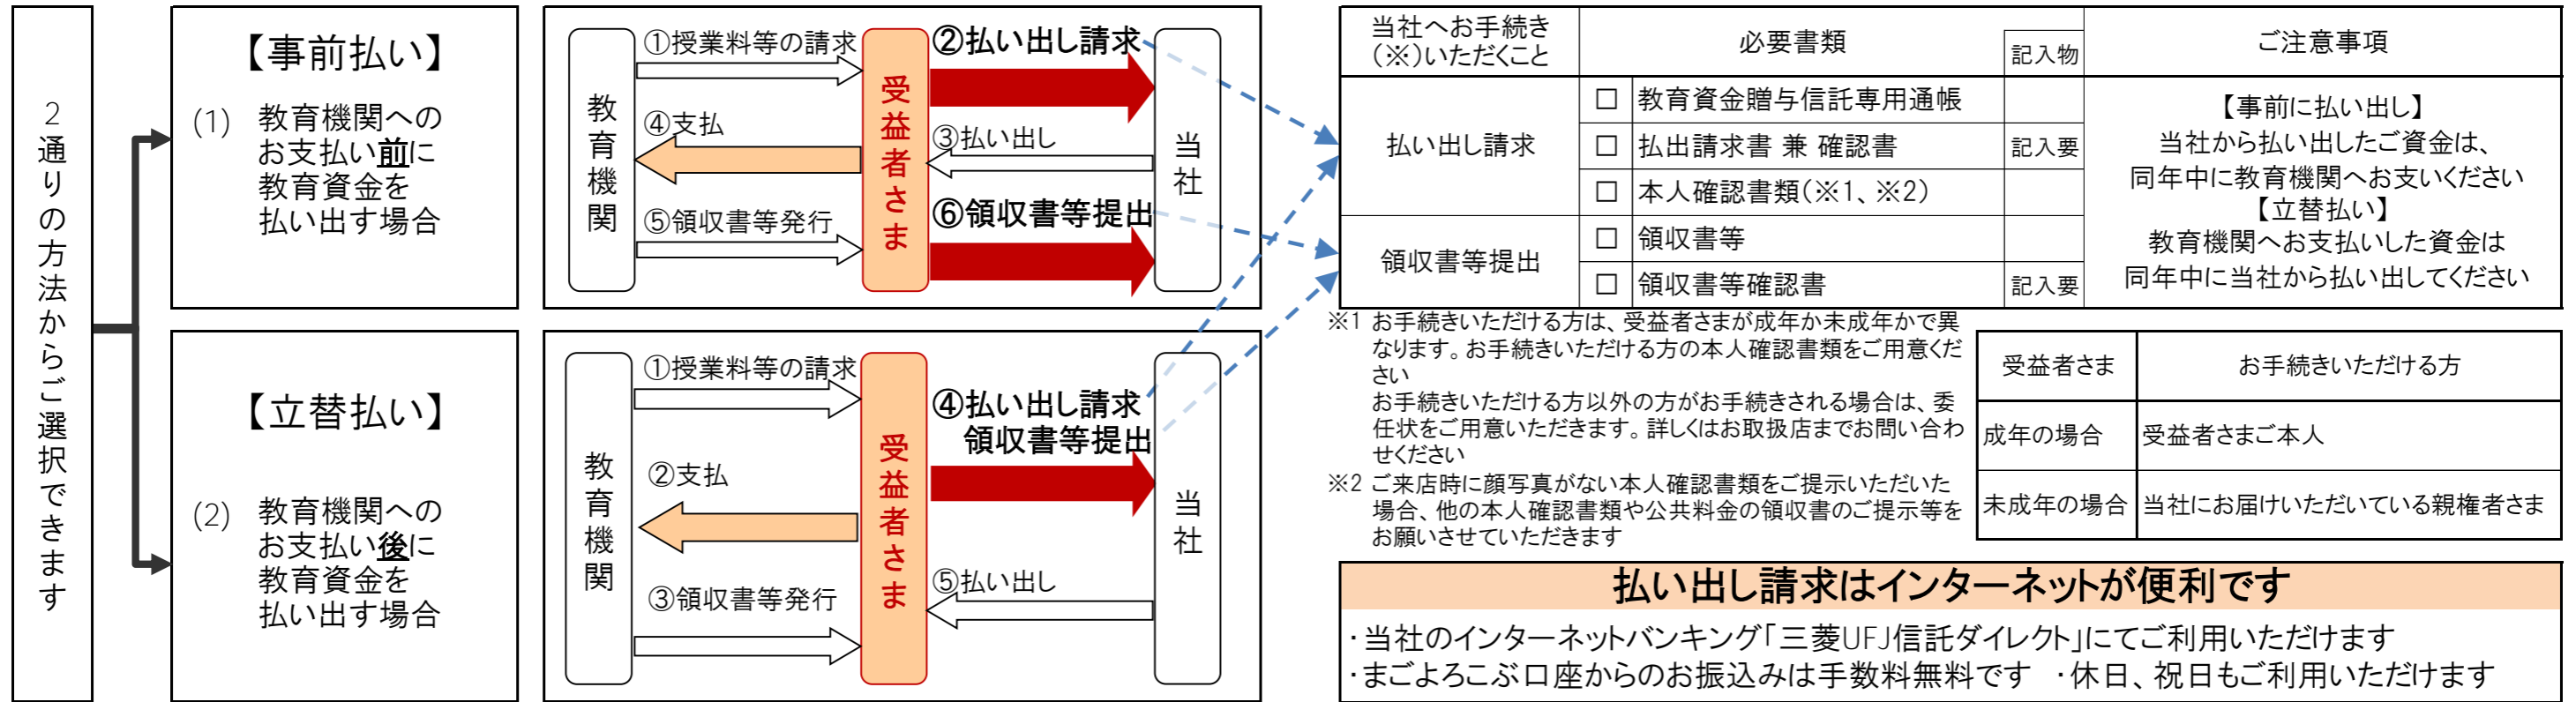 2通りの方法からご選択できます
【事前払い】
(1) 教育機関への
お支払い前に
教育資金を
払い出す場合
教育機関
①授業料等の請求
④支払
⑤領収書等発行
受益者さま
②払い出し請求
③払い出し
⑥領収書等提出
当社
【立替払い】
(2) 教育機関への
お支払い後に
教育資金を
払い出す場合
教育機関
①授業料等の請求
②支払
③領収書等発行
受益者さま
④払い出し請求
領収書等提出
⑤払い出し
当社
当社へお手続き
(※)いただくこと
必要書類
記入物
ご注意事項
払い出し請求
□ 教育資金贈与信託専用通帳
□ 払出請求書 兼 確認書 記入要
□ 本人確認書類(※1、※2)
領収書等提出
□ 領収書等
□ 領収書等確認書 記入要
【事前に払い出し】
当社から払い出したご資金は、
同年中に教育機関へお支いください
【立替払い】
教育機関へお支払いした資金は
同年中に当社から払い出してください
※1 お手続きいただける方は、受益者さまが成年か未成年かで異
なります。お手続きいただける方の本人確認書類をご用意くだ
さい
お手続きいただける方以外の方がお手続きされる場合は、委
任状をご用意いただきます。詳しくはお取扱店までお問い合わ
せください
※2 ご来店時に顔写真がない本人確認書類をご提示いただいた
場合、他の本人確認書類や公共料金の領収書のご提示等を
お願いさせていただきます
受益者さま お手続きいただける方
成年の場合 受益者さまご本人
未成年の場合 当社にお届けいただいている親権者さま
払い出し請求はインターネットが便利です
・当社のインターネットバンキング「三菱UFJ信託ダイレクト」にてご利用いただけます
・まごよろこぶ口座からのお振込みは手数料無料です ・休日、祝日もご利用いただけます